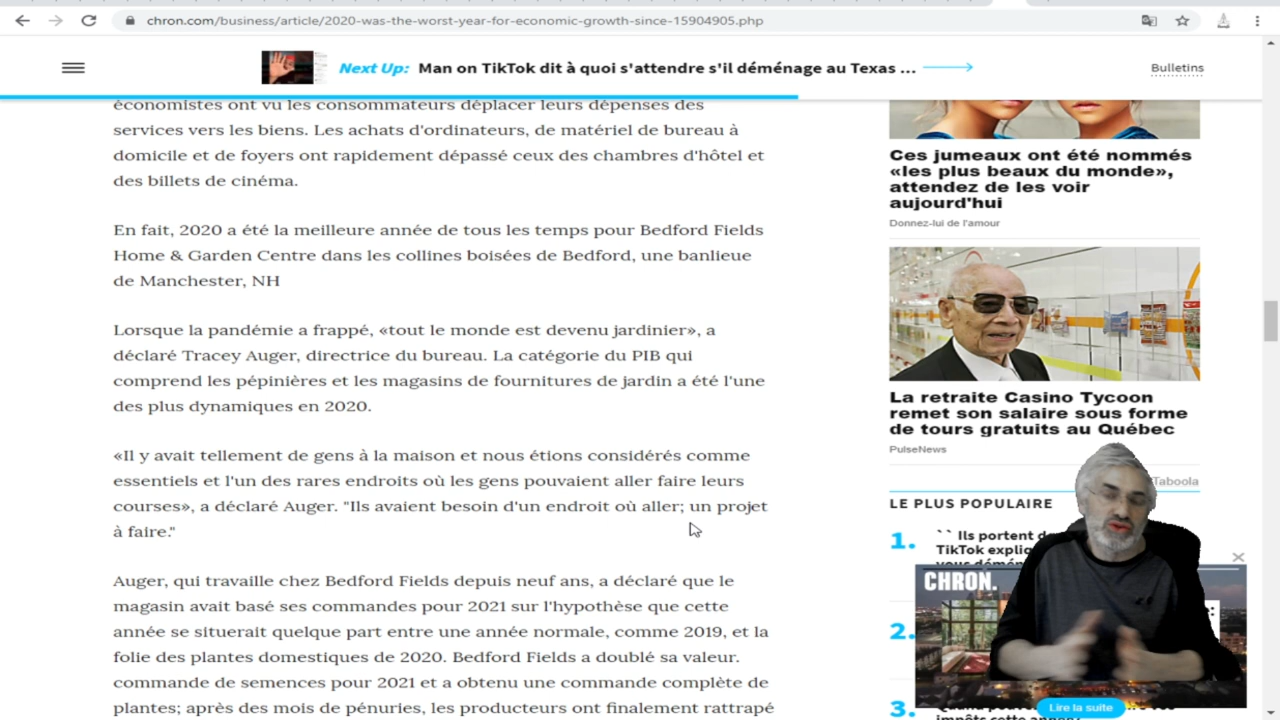 chron.com/business/article/2020-was-the-worst-year-for-economic-growth-since-15904905.php
Next Up: Man on TikTok dit à quoi s'attendre s'il déménage au Texas ...
Bulletins
économistes ont vu les consommateurs déplacer leurs dépenses des
services vers les biens. Les achats d'ordinateurs, de matériel de bureau à
domicile et de foyers ont rapidement dépassé ceux des chambres d'hôtel et
des billets de cinéma.
En fait, 2020 a été la meilleure année de tous les temps pour Bedford Fields
Home & Garden Centre dans les collines boisées de Bedford, une banlieue
de Manchester, NH
Lorsque la pandémie a frappé, «tout le monde est devenu jardinier», a
déclaré Tracey Auger, directrice du bureau. La catégorie du PIB qui
comprend les pépinières et les magasins de fournitures de jardin a été l'une
des plus dynamiques en 2020.
«Il y avait tellement de gens à la maison et nous étions considérés comme
essentiels et l'un des rares endroits où les gens pouvaient aller faire leurs
courses», a déclaré Auger. "Ils avaient besoin d'un endroit où aller; un projet
à faire."
Auger, qui travaille chez Bedford Fields depuis neuf ans, a déclaré que le
magasin avait basé ses commandes pour 2021 sur l'hypothèse que cette
année se situerait quelque part entre une année normale, comme 2019, et la
folie des plantes domestiques de 2020. Bedford Fields a doublé sa valeur.
commande de semences pour 2021 et a obtenu une commande complète de
plantes; après des mois de pénurie, les producteurs ont finalement rattrapé
Ces jumeaux ont été nommés
«les plus beaux du monde»,
attendez de les voir
aujourd'hui
Donnez-lui de l'amour
La retraite Casino Tycoon
remet son salaire sous forme
de tours gratuits au Québec
PulseNews
Taboola
LE PLUS POPULAIRE
1. `` Ils portent
TikTok
CHRON.
2.
3.
Lire la suite
impôts cette